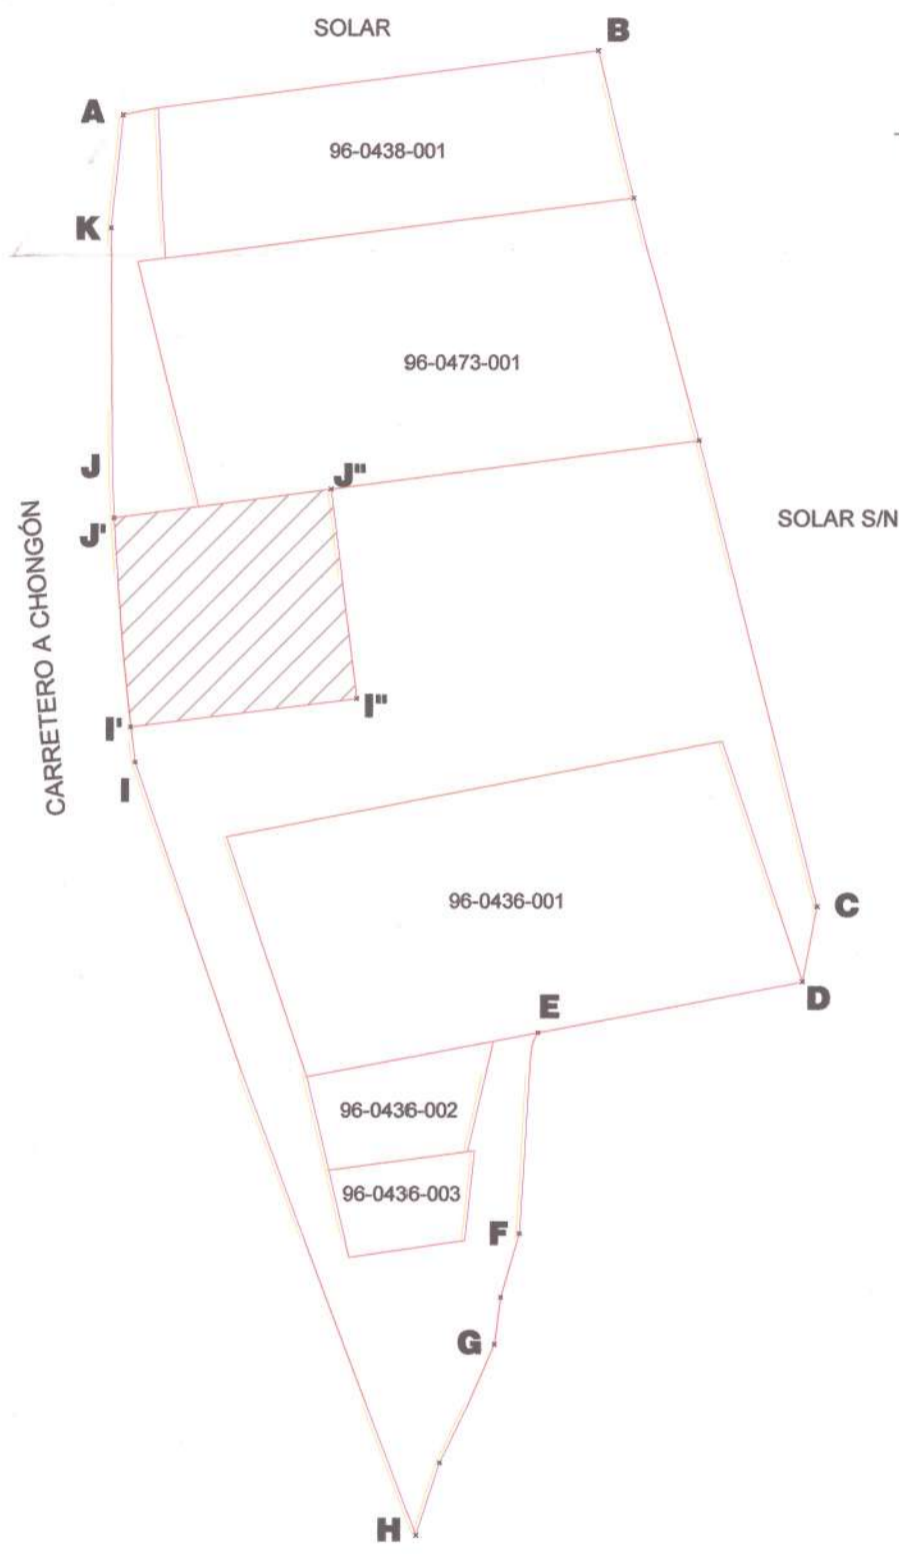 SOLAR
B
A
96-0438-001
K
96-0473-001
J
J"
J'
SOLAR S/N
CARRETERO A CHONGÓN
I"
I'
I
96-0436-001
C
D
E
96-0436-002
96-0436-003
F
G
H